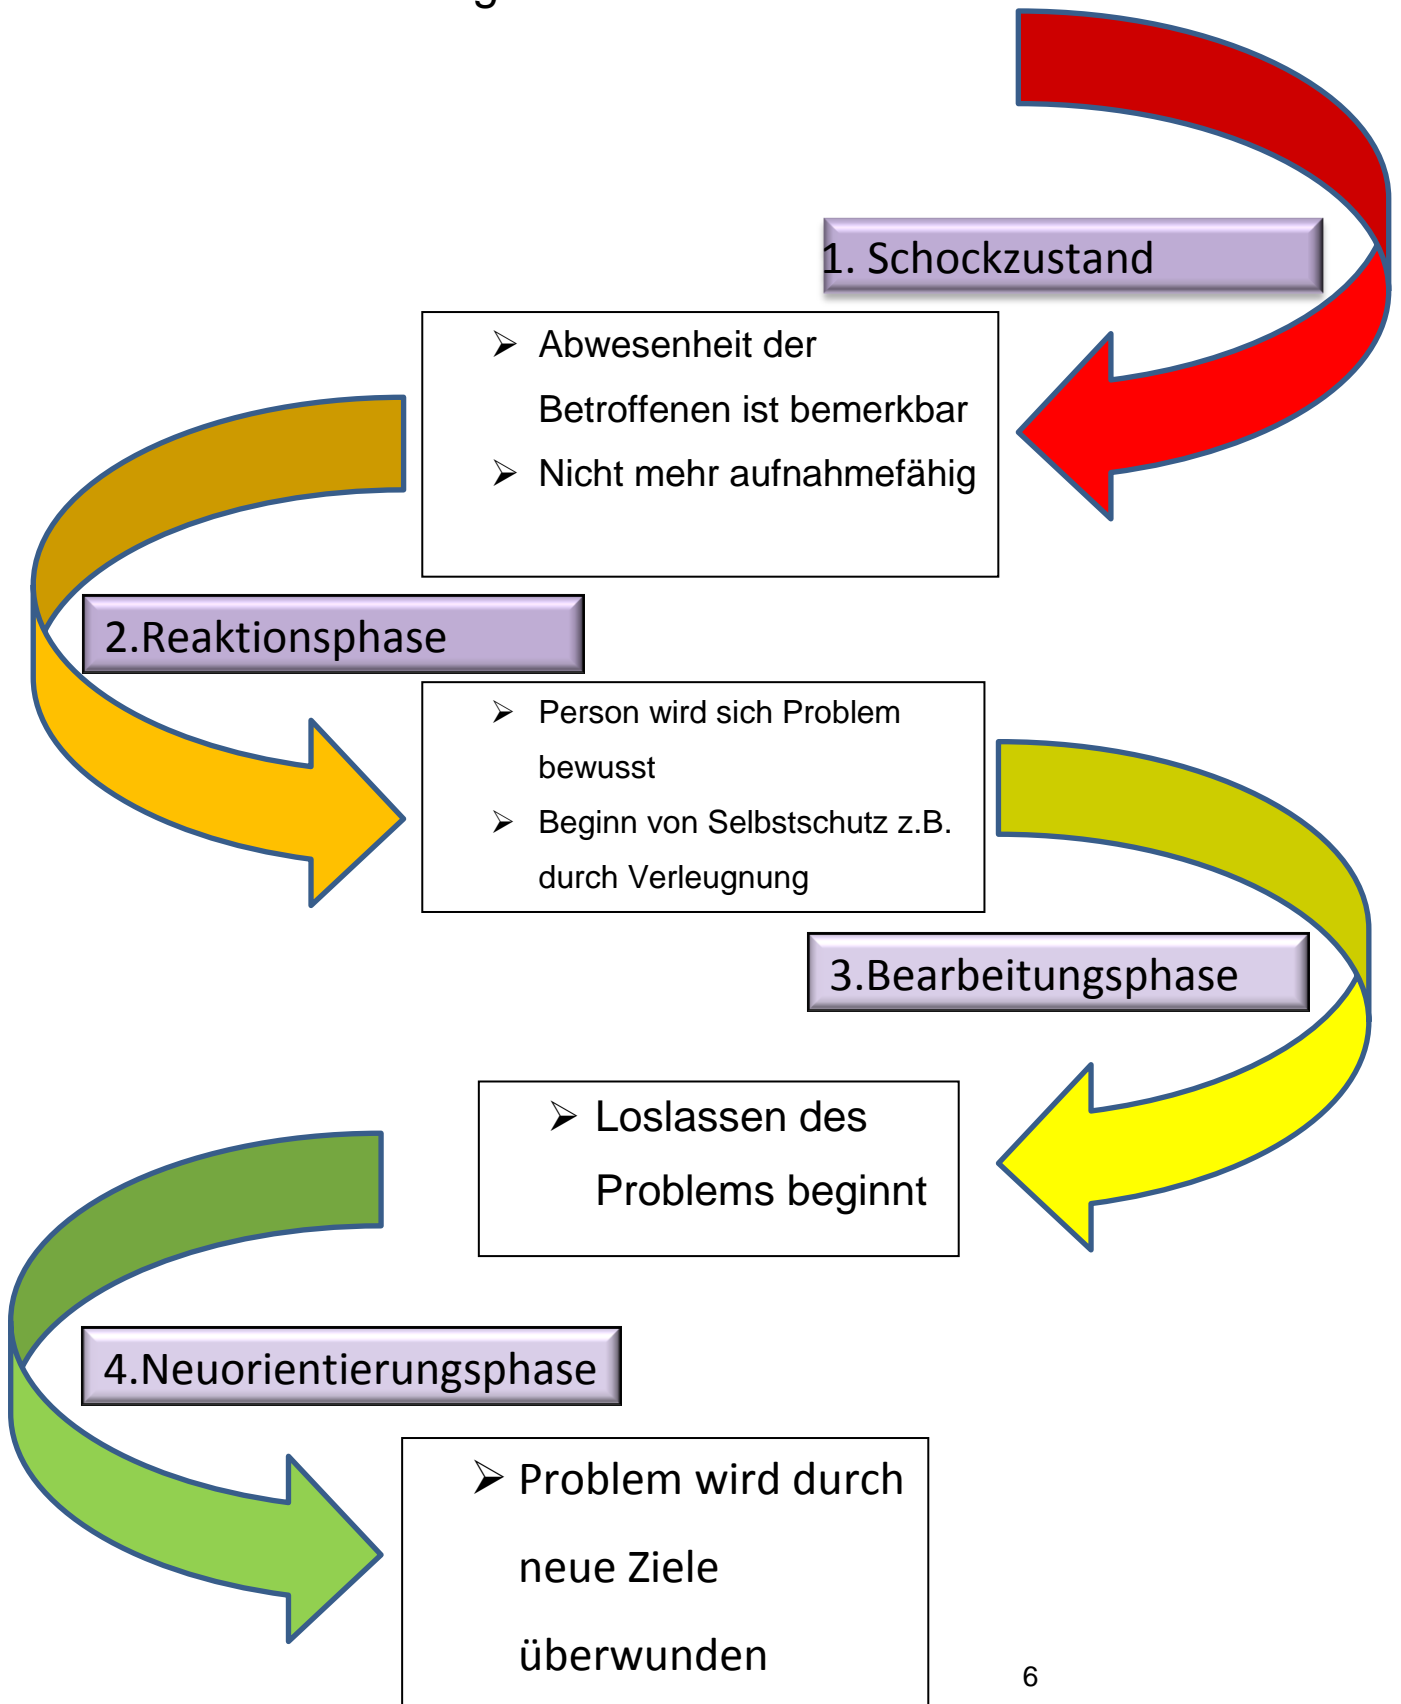 1. Schockzustand
➢ Abwesenheit der
Betroffenen ist bemerkbar
➢ Nicht mehr aufnahmefähig
2.Reaktionsphase
➢ Person wird sich Problem
bewusst
➢ Beginn von Selbstschutz z.B.
durch Verleugnung
3.Bearbeitungsphase
➢ Loslassen des
Problems beginnt
4.Neuorientierungsphase
➢ Problem wird durch
neue Ziele
überwunden
6